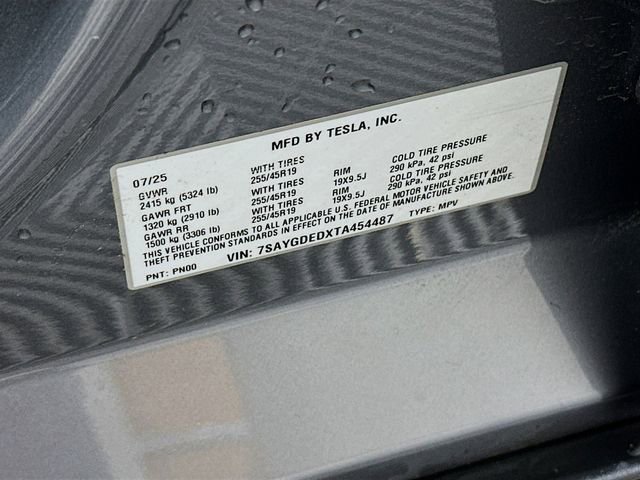 MFD BY TESLA, INC.
07/25
GVWR WITH TIRES RIM COLD TIRE PRESSURE
2415 kg (5324 lb) 255/45R19 19X9.5J 290 kPa, 42 psi
GAWR FRT WITH TIRES RIM COLD TIRE PRESSURE
1320 kg (2910 lb) 255/45R19 19X9.5J 290 kPa, 42 psi
GAWR RR
1500 kg (3306 lb)
THIS VEHICLE CONFORMS TO ALL APPLICABLE FEDERAL MOTOR VEHICLE SAFETY AND
THEFT PREVENTION STANDARDS IN EFFECT ON THE DATE OF MANUFACTURE SHOWN ABOVE.
VIN: 7SAYGDEDXTA454487 TYPE: MPV
PNT: PN00